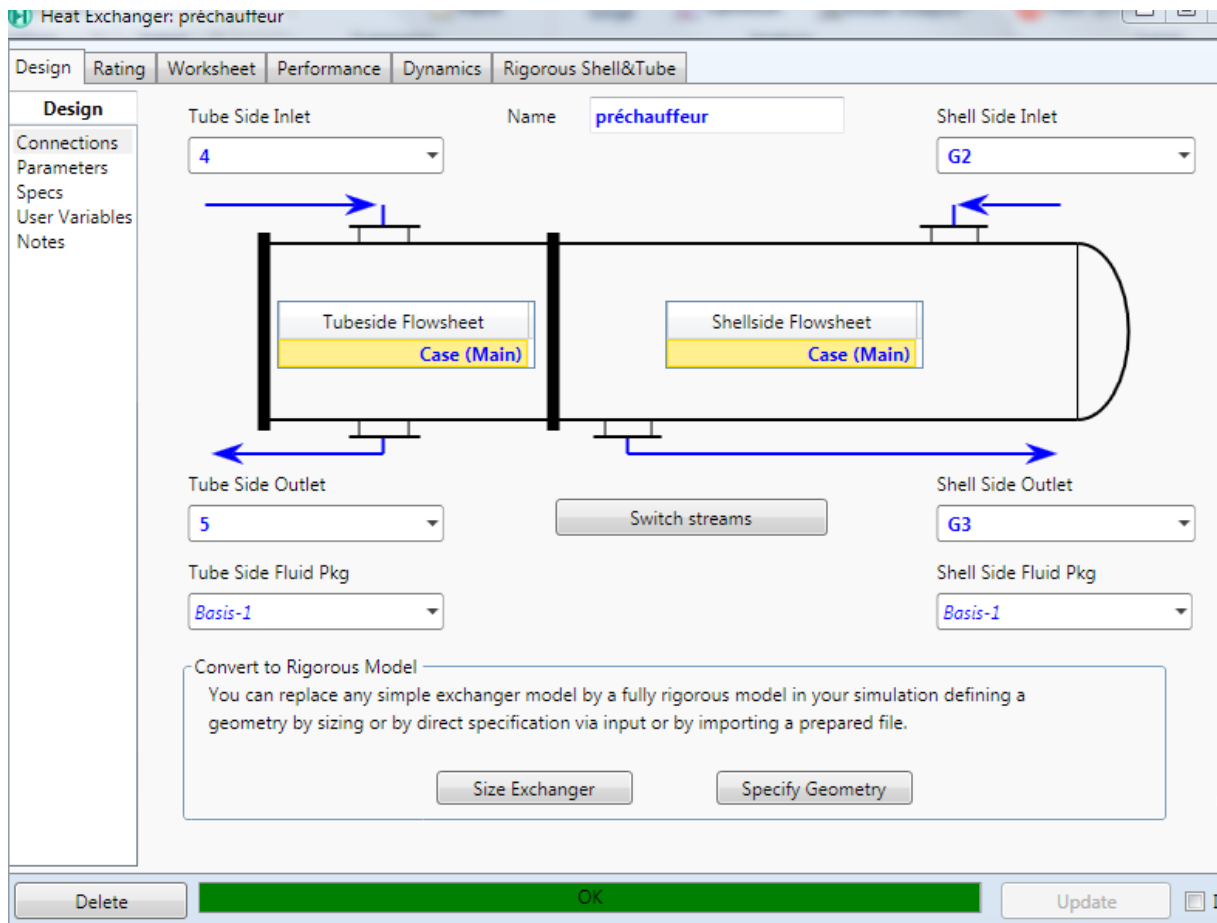 Heat Exchanger: préchauffeur
Design Rating Worksheet Performance Dynamics Rigorous Shell&Tube
Design
Connections
Parameters
Specs
User Variables
Notes
Tube Side Inlet Name préchauffeur Shell Side Inlet
4 G2
Tubeside Flowsheet Shellside Flowsheet
Case (Main) Case (Main)
Tube Side Outlet Shell Side Outlet
5 Switch streams G3
Tube Side Fluid Pkg Shell Side Fluid Pkg
Basis-1 Basis-1
Convert to Rigorous Model
You can replace any simple exchanger model by a fully rigorous model in your simulation defining a
geometry by sizing or by direct specification via input or by importing a prepared file.
Size Exchanger Specify Geometry
Delete OK Update